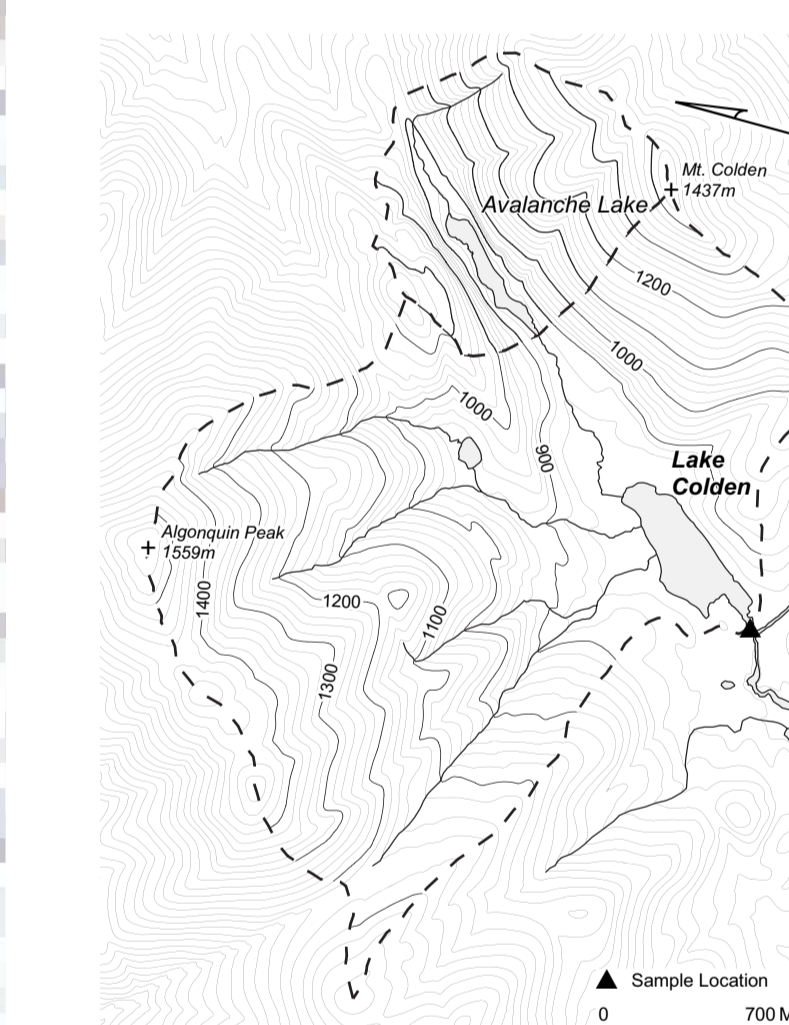 Mt. Colden
1437m
Avalanche Lake
1200
1000
1000
900
Lake
Colden
Algonquin Peak
1559m
1400
1200
1100
1300
Sample Location
0 700 M